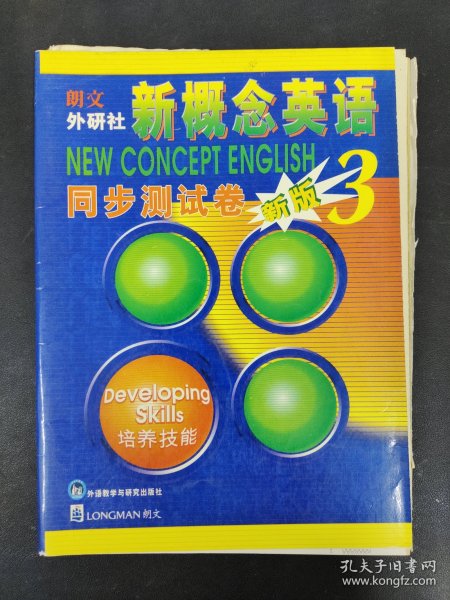 朗文
外研社 新概念英语
NEW CONCEPT ENGLISH
同步测试卷 新版 3
Developing
Skills
培养技能
外语教学与研究出版社
LONGMAN 朗文
孔夫子旧书网
www.kongfz.com